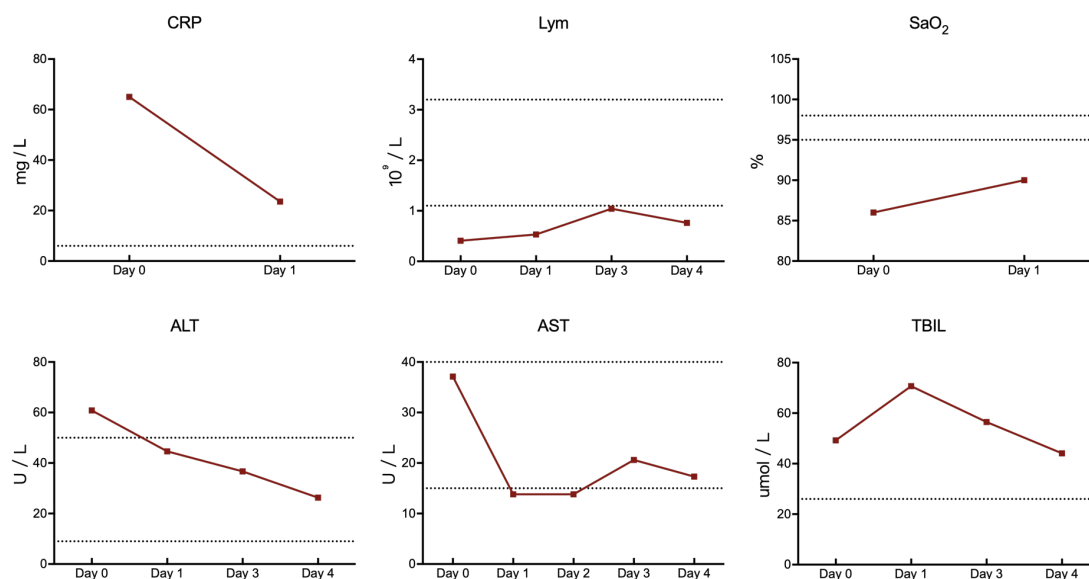 CRP
80
60
40
20
0
mg / L
Day 0 Day 1
Lym
4
3
2
1
0
10⁹ / L
Day 0 Day 1 Day 3 Day 4
SaO₂
105
100
95
90
85
80
%
Day 0 Day 1
ALT
80
60
40
20
0
U / L
Day 0 Day 1 Day 3 Day 4
AST
40
30
20
10
0
U / L
Day 0 Day 1 Day 2 Day 3 Day 4
TBIL
80
60
40
20
0
umol / L
Day 0 Day 1 Day 3 Day 4